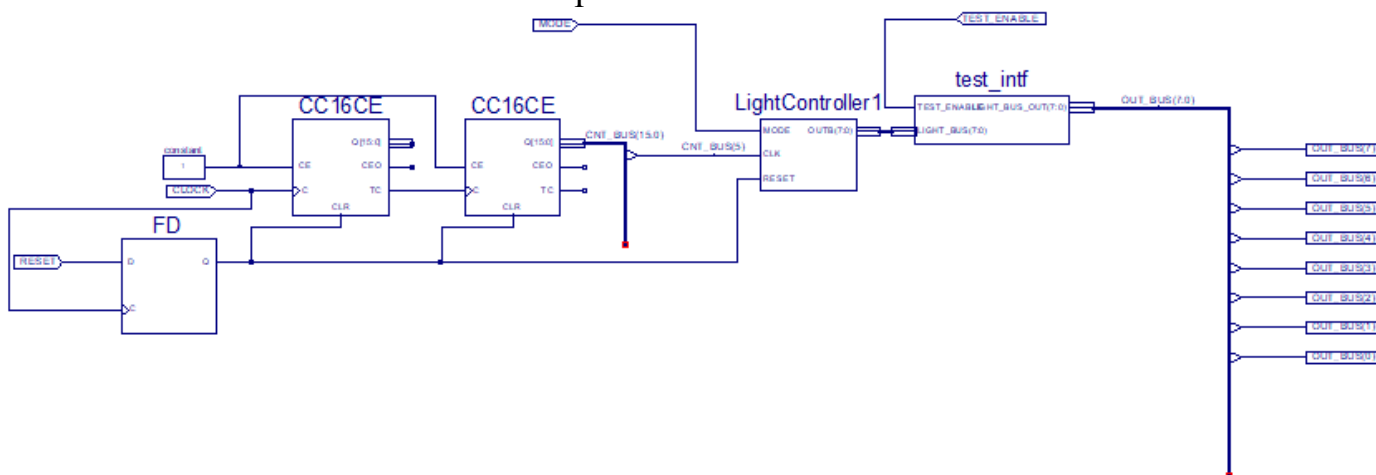 MODE
TEST_ENABLE
test_intf
TEST_ENABLE
LIGHT_BUS_OUT(7:0)
LIGHT_BUS(7:0)
OUT_BUS(7:0)
LightController1
MODE
OUTB(7:0)
CLK
RESET
CC16CE
Q[15:0]
CE
CEO
C
TC
CLR
CC16CE
Q[15:0]
CE
CEO
C
TC
CLR
CNT_BUS(15:0)
CNT_BUS(5)
constant
1
CLOCK
FD
RESET
D
Q
C
OUT_BUS(7)
OUT_BUS(6)
OUT_BUS(5)
OUT_BUS(4)
OUT_BUS(3)
OUT_BUS(2)
OUT_BUS(1)
OUT_BUS(0)